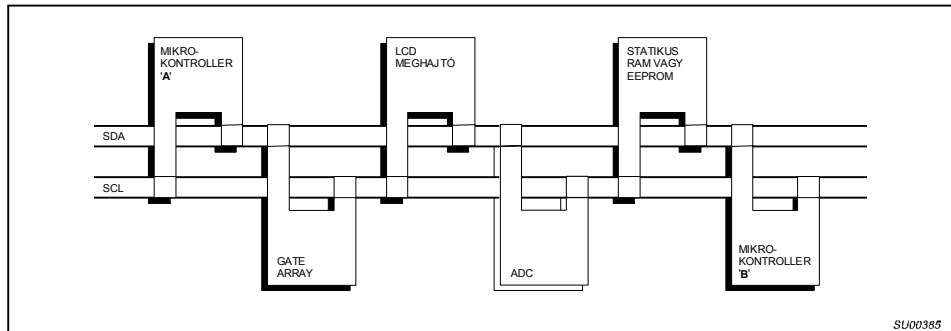 MIKRO-
KONTROLLER
'A'
LCD
MEGHAJTÓ
STATIKUS
RAM VAGY
EEPROM
SDA
SCL
GATE
ARRAY
ADC
MIKRO-
KONTROLLER
'B'
SU00385